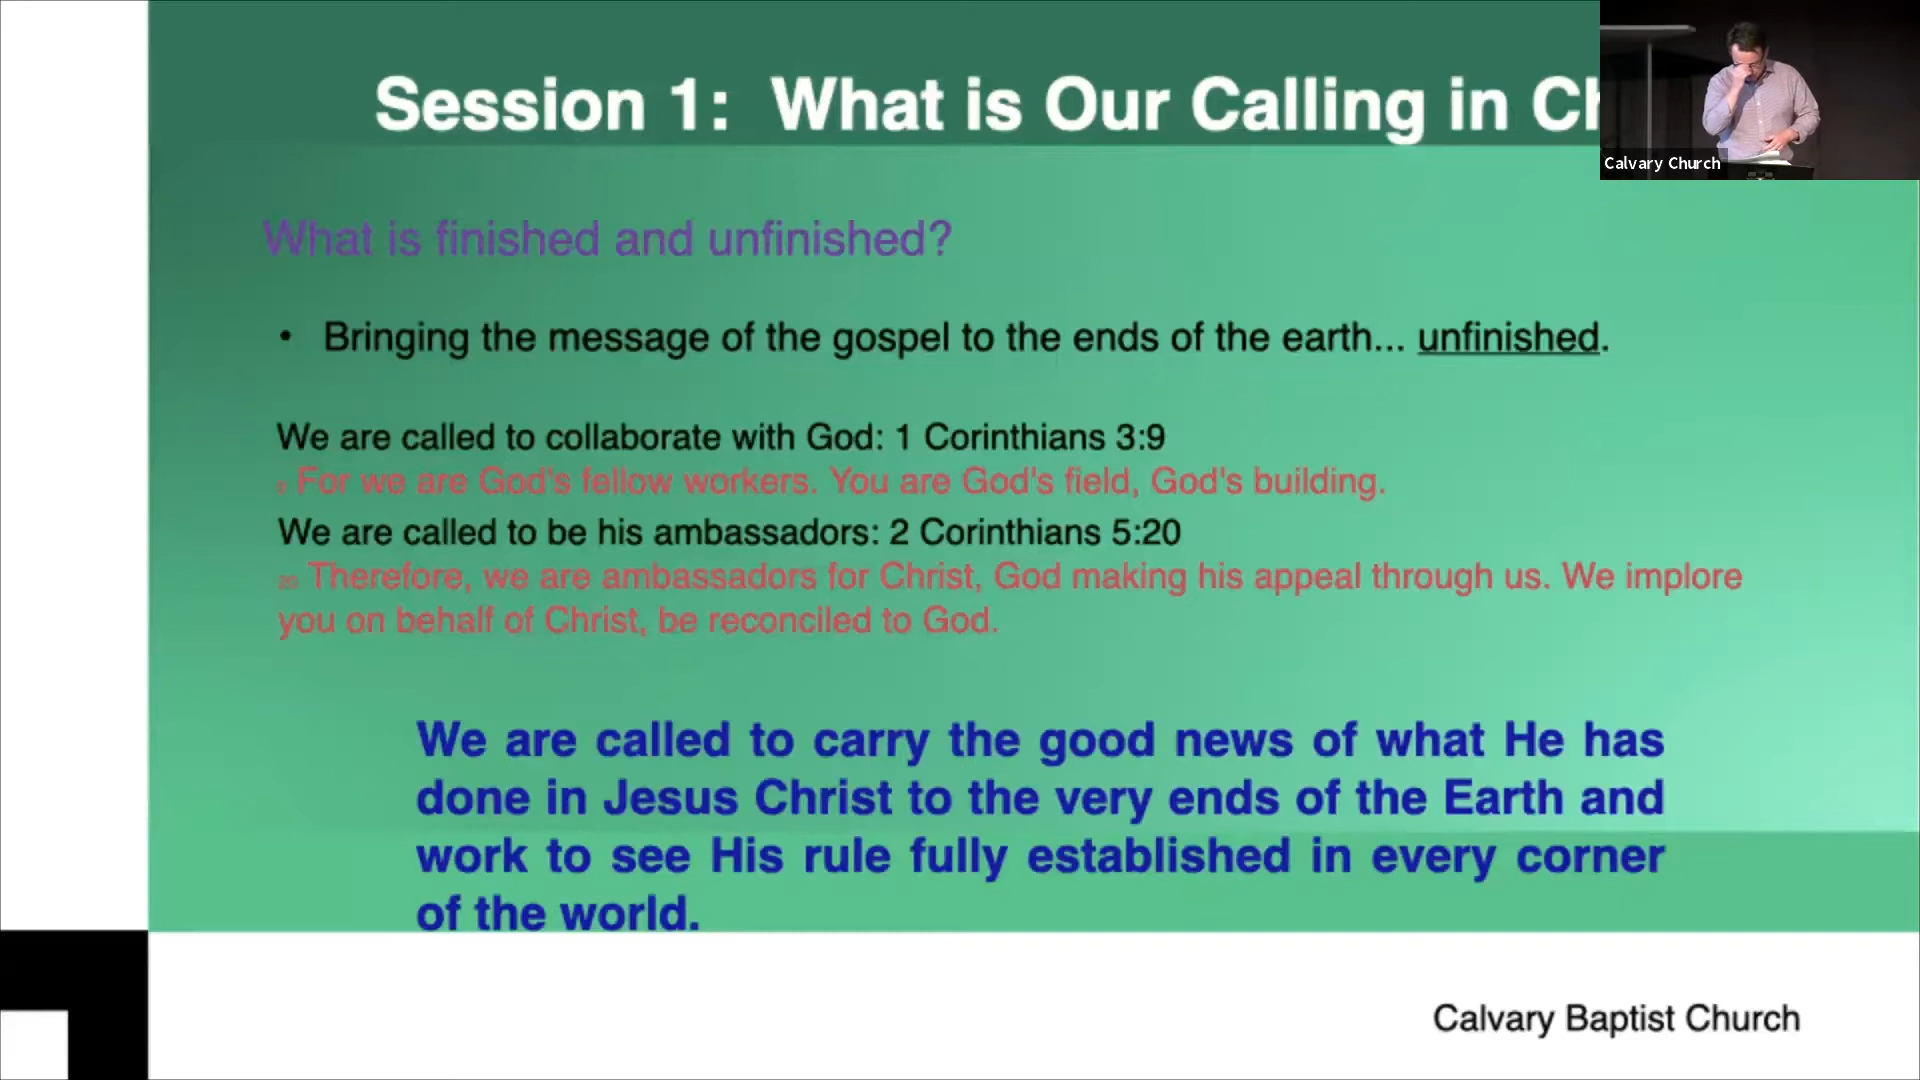 Session 1: What is Our Calling in Ch
Calvary Church
What is finished and unfinished?
• Bringing the message of the gospel to the ends of the earth... unfinished.
We are called to collaborate with God: 1 Corinthians 3:9
9 For we are God's fellow workers. You are God's field, God's building.
We are called to be his ambassadors: 2 Corinthians 5:20
20 Therefore, we are ambassadors for Christ, God making his appeal through us. We implore
you on behalf of Christ, be reconciled to God.
We are called to carry the good news of what He has
done in Jesus Christ to the very ends of the Earth and
work to see His rule fully established in every corner
of the world.
Calvary Baptist Church